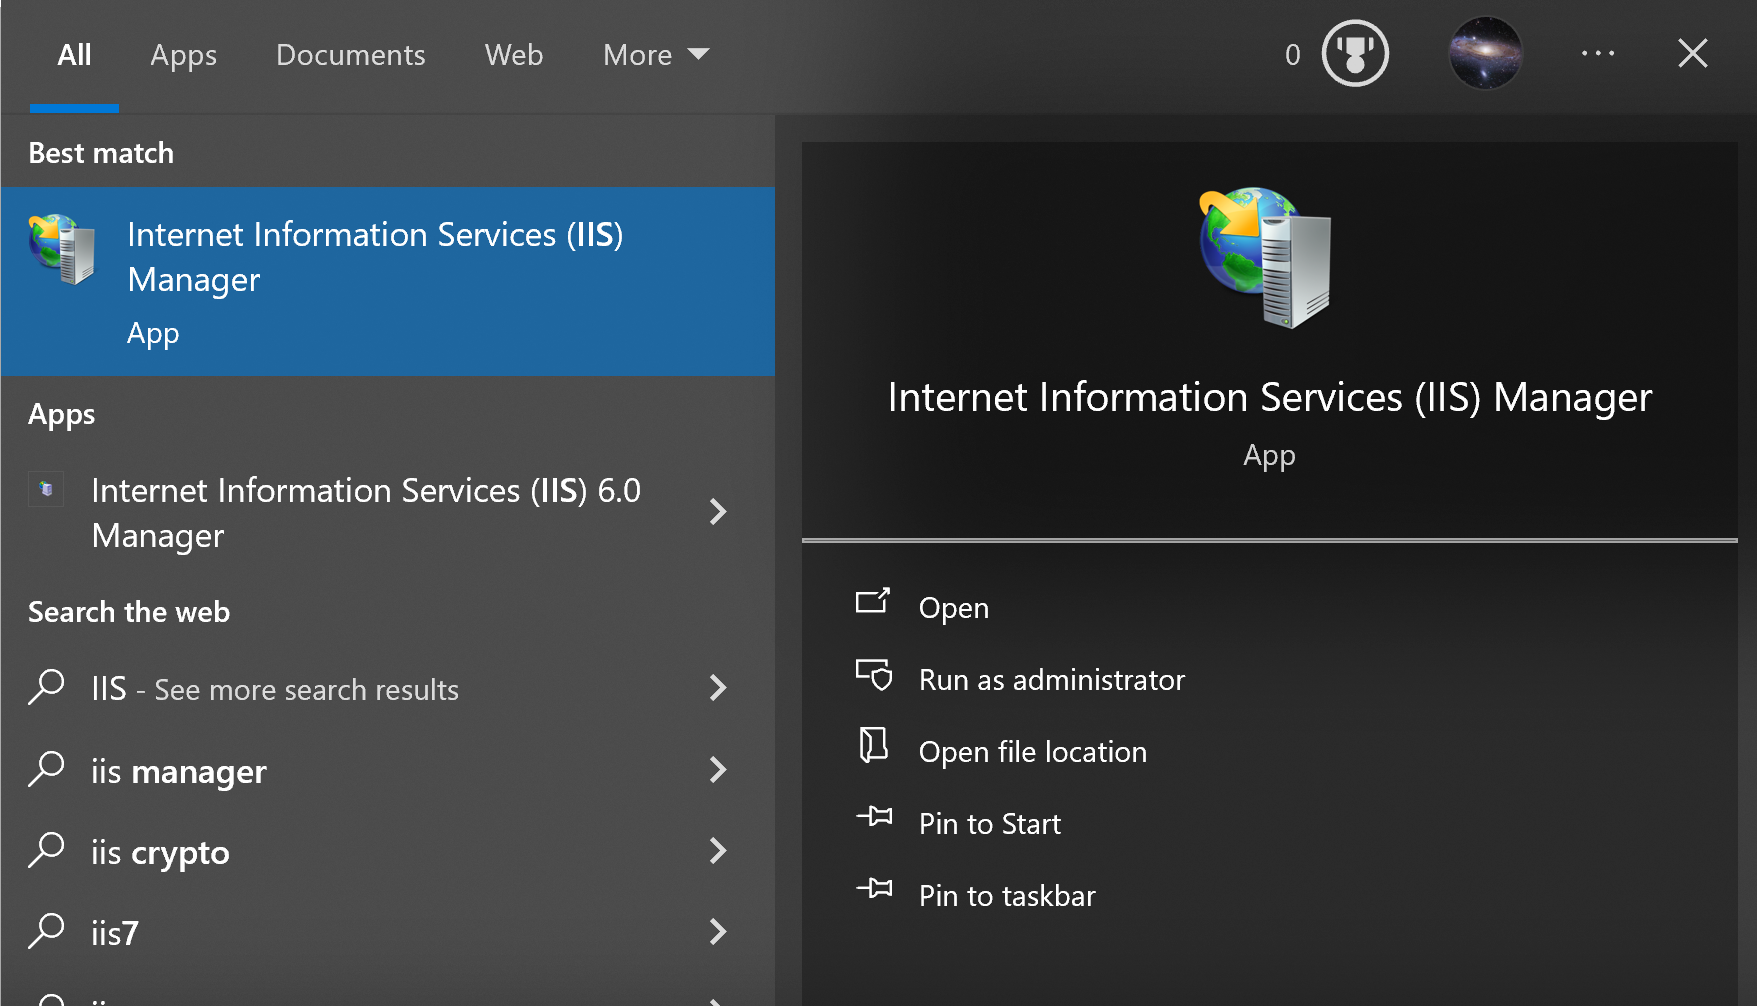 All Apps Documents Web More 0
Best match
Internet Information Services (IIS)
Manager
App
Apps
Internet Information Services (IIS) 6.0
Manager
Search the web
IIS - See more search results
iis manager
iis crypto
iis7
Internet Information Services (IIS) Manager
App
Open
Run as administrator
Open file location
Pin to Start
Pin to taskbar